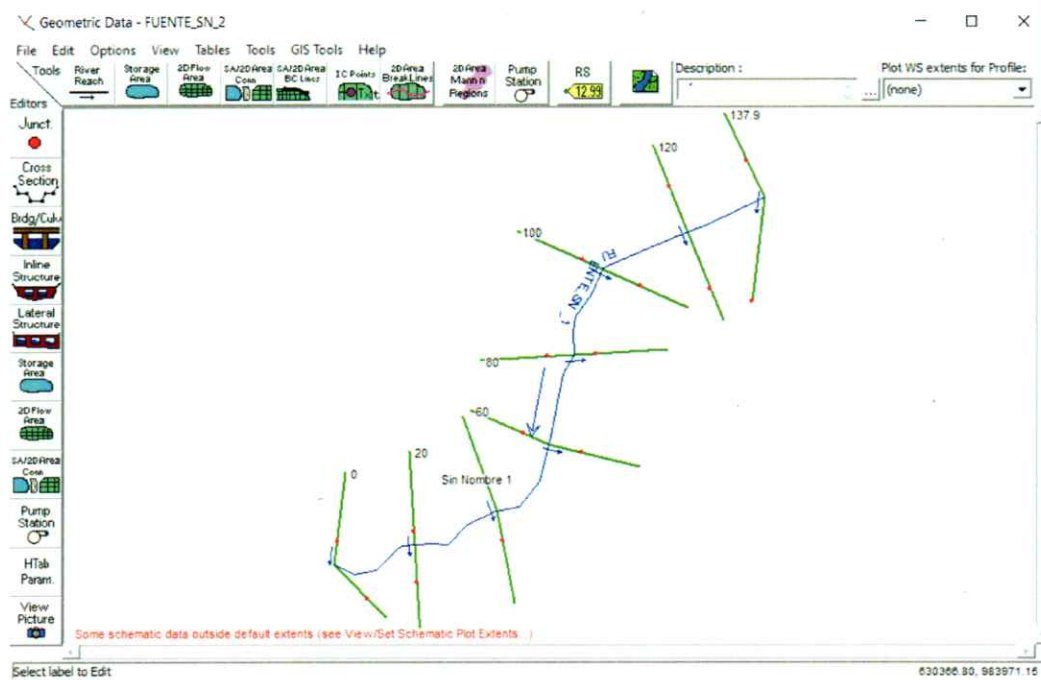 Geometric Data - FUENTE_SN_2
File Edit Options View Tables Tools GIS Tools Help
Tools
River Reach
Storage Area
2D Flow Area
SA/2D Area Conn
SA/2D Area BC Lines
IC Points
2D Area BreakLines
2D Area Mann n Regions
Pump Station
RS
12.99
Description :
...
Plot WS extents for Profile:
(none)
Editors
Junct.
Cross Section
Brdg/Culv
Inline Structure
Lateral Structure
Storage Area
2D Flow Area
SA/2D Area Conn
Pump Station
HTab Param.
View Picture
137.9
120
100
FUENTE_SN_1
80
60
Sin Nombre 1
20
0
Some schematic data outside default extents (see View/Set Schematic Plot Extents...)
Select label to Edit
630366.80, 983971.15